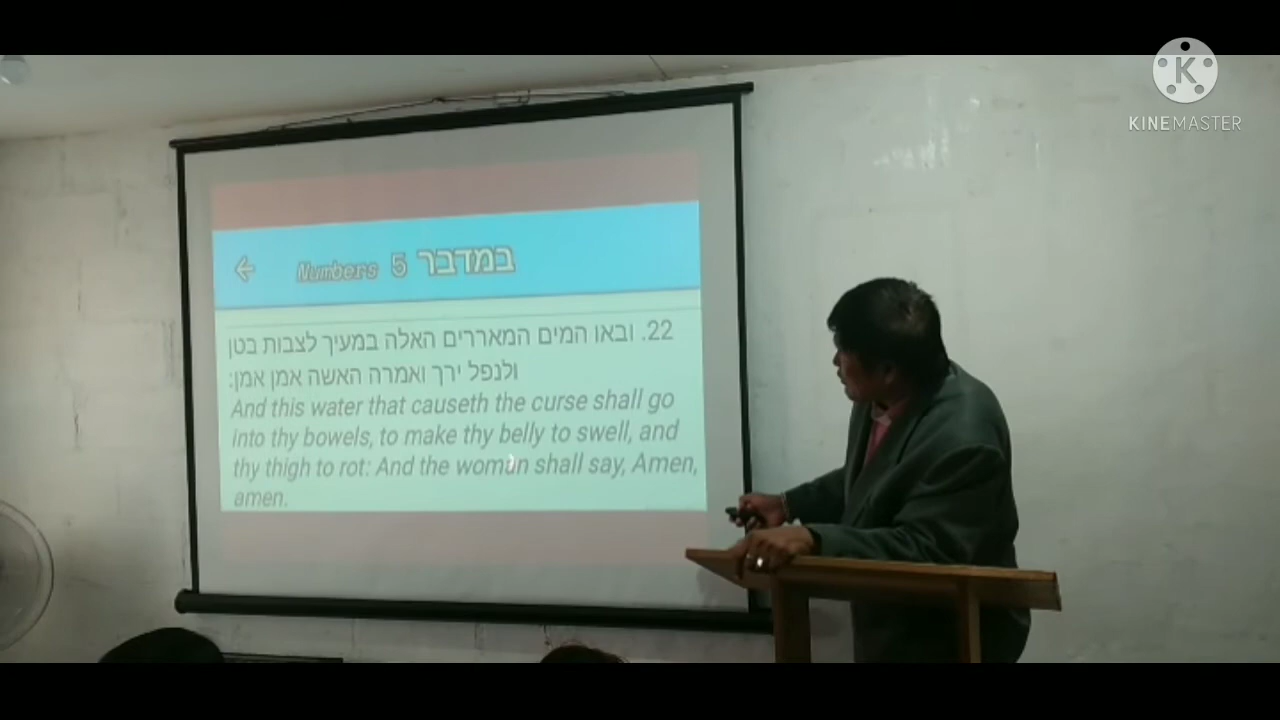 KINEMASTER
← Numbers 5 במדבר
22. ובאו המים המאררים האלה במעיך לצבות בטן
ולנפל ירך ואמרה האשה אמן אמן:
And this water that causeth the curse shall go
into thy bowels, to make thy belly to swell, and
thy thigh to rot: And the woman shall say, Amen,
amen.